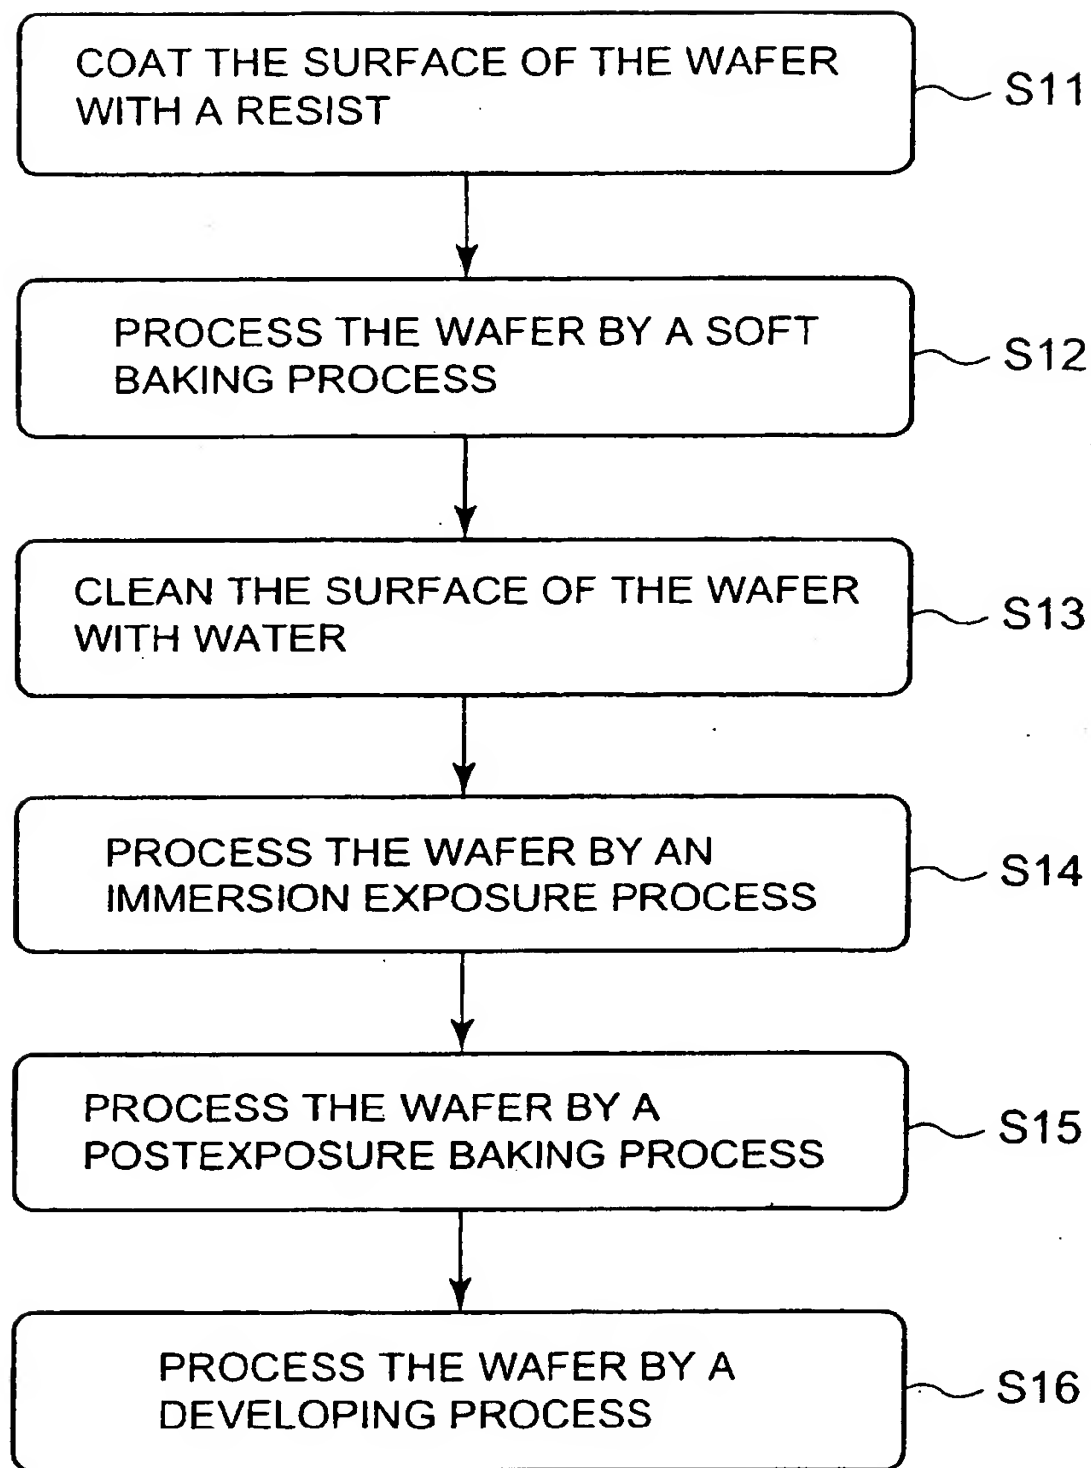 COAT THE SURFACE OF THE WAFER
WITH A RESIST
S11
PROCESS THE WAFER BY A SOFT
BAKING PROCESS
S12
CLEAN THE SURFACE OF THE WAFER
WITH WATER
S13
PROCESS THE WAFER BY AN
IMMERSION EXPOSURE PROCESS
S14
PROCESS THE WAFER BY A
POSTEXPOSURE BAKING PROCESS
S15
PROCESS THE WAFER BY A
DEVELOPING PROCESS
S16